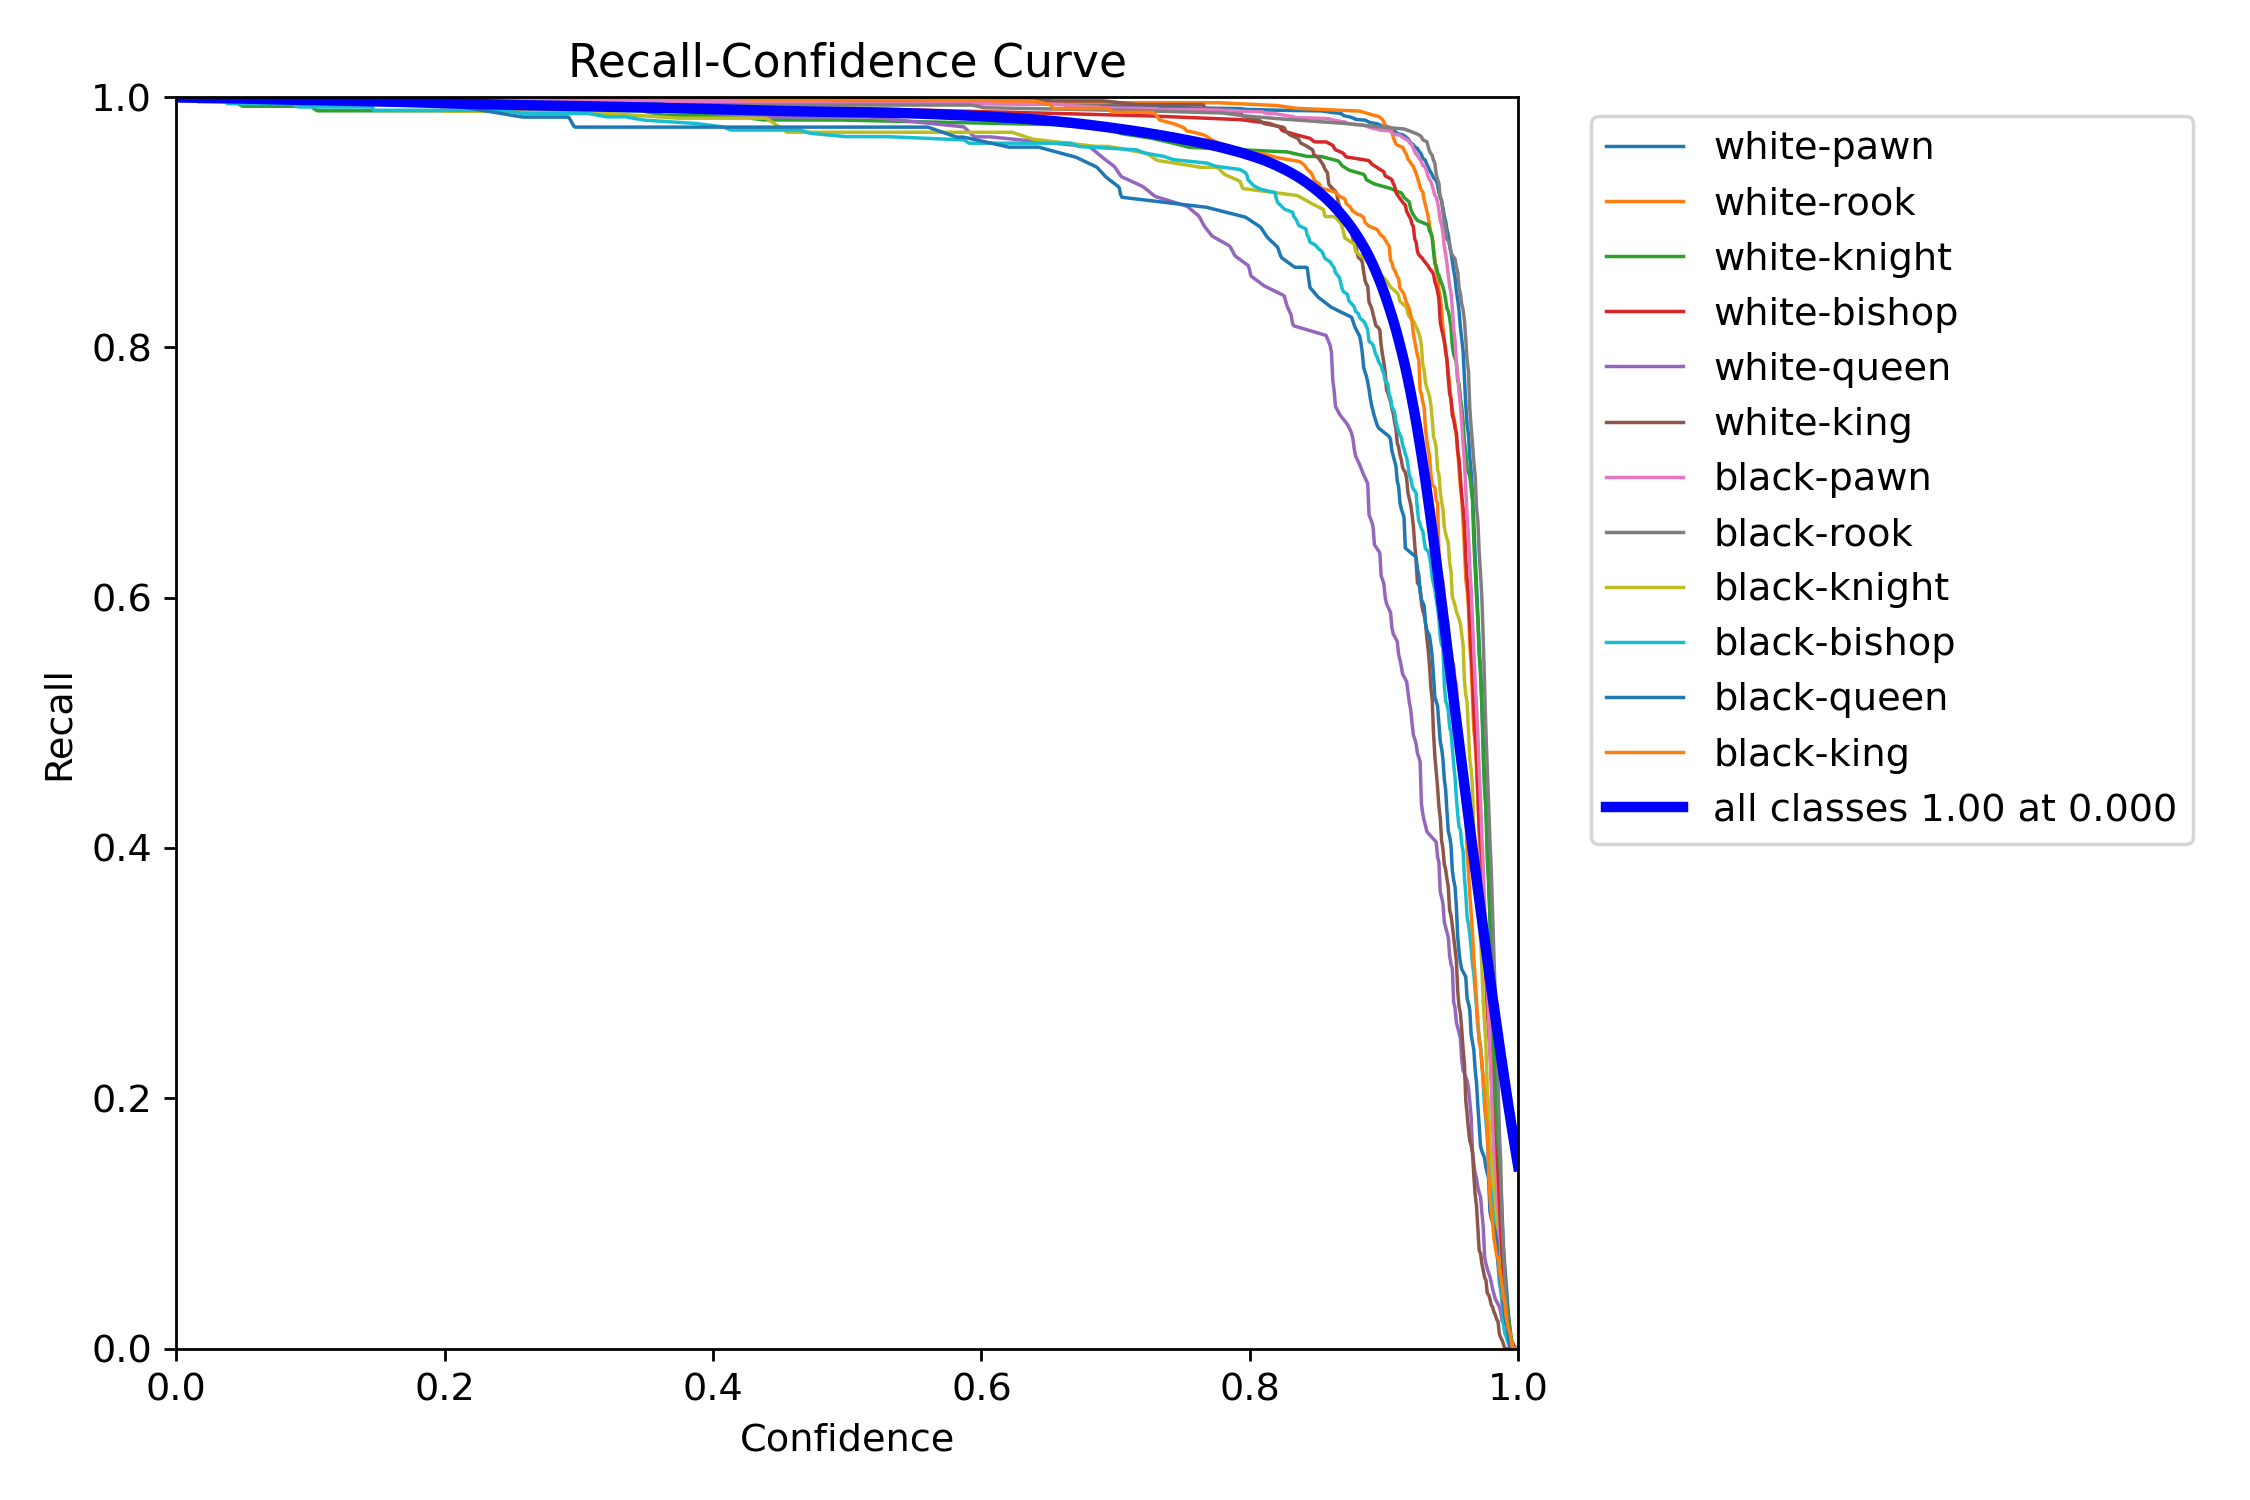 Recall-Confidence Curve
1.0
0.8
0.6
0.4
0.2
0.0
Recall
0.0 0.2 0.4 0.6 0.8 1.0
Confidence
white-pawn
white-rook
white-knight
white-bishop
white-queen
white-king
black-pawn
black-rook
black-knight
black-bishop
black-queen
black-king
all classes 1.00 at 0.000